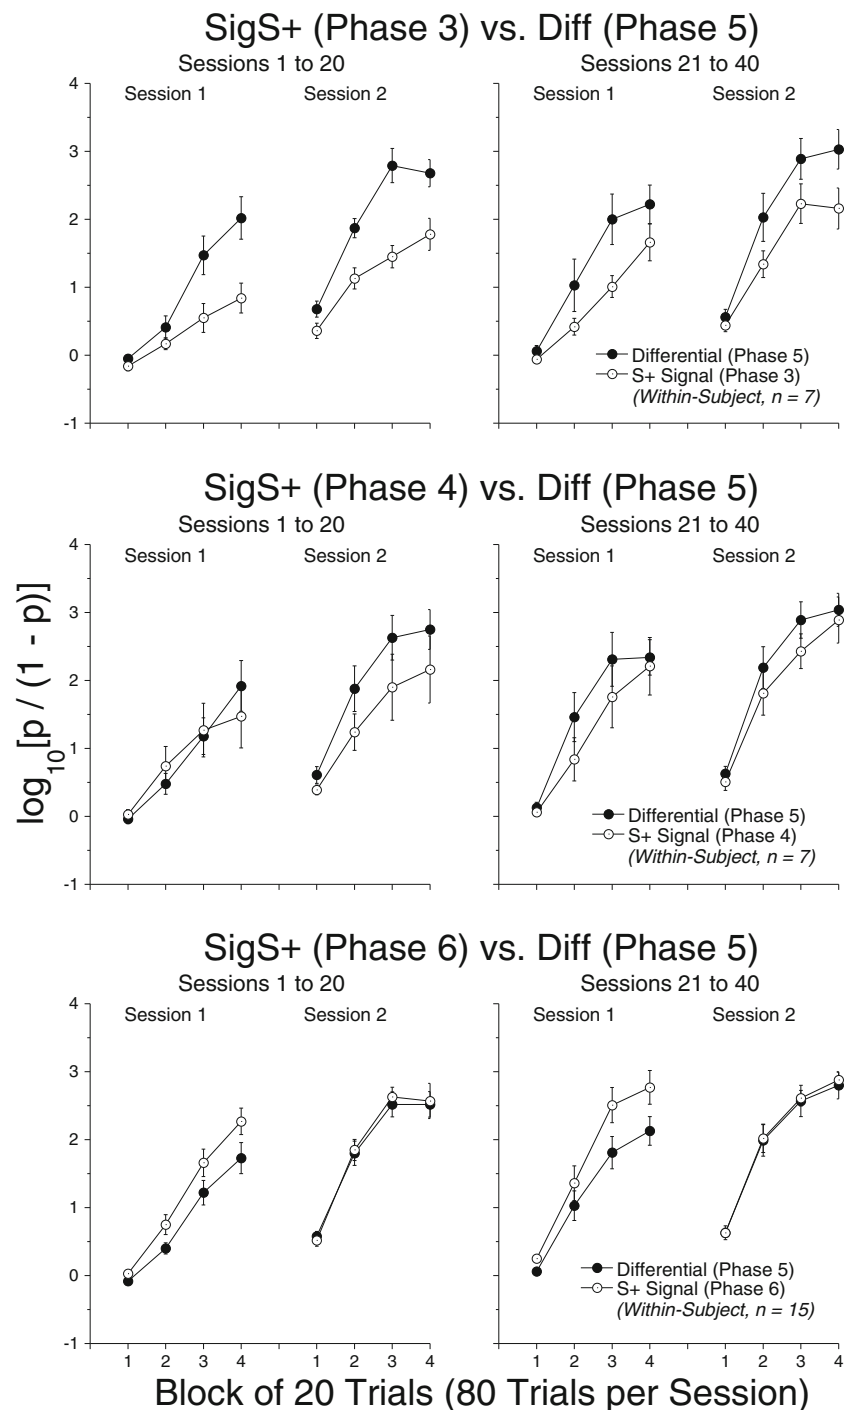 SigS+ (Phase 3) vs. Diff (Phase 5)
Sessions 1 to 20
Sessions 21 to 40
Session 1
Session 2
Session 1
Session 2
4
3
2
1
0
-1
Differential (Phase 5)
S+ Signal (Phase 3)
(Within-Subject, n = 7)
SigS+ (Phase 4) vs. Diff (Phase 5)
Sessions 1 to 20
Sessions 21 to 40
Session 1
Session 2
Session 1
Session 2
4
3
2
1
0
-1
log10[p / (1 - p)]
Differential (Phase 5)
S+ Signal (Phase 4)
(Within-Subject, n = 7)
SigS+ (Phase 6) vs. Diff (Phase 5)
Sessions 1 to 20
Sessions 21 to 40
Session 1
Session 2
Session 1
Session 2
4
3
2
1
0
-1
Differential (Phase 5)
S+ Signal (Phase 6)
(Within-Subject, n = 15)
1 2 3 4 1 2 3 4 1 2 3 4 1 2 3 4
Block of 20 Trials (80 Trials per Session)